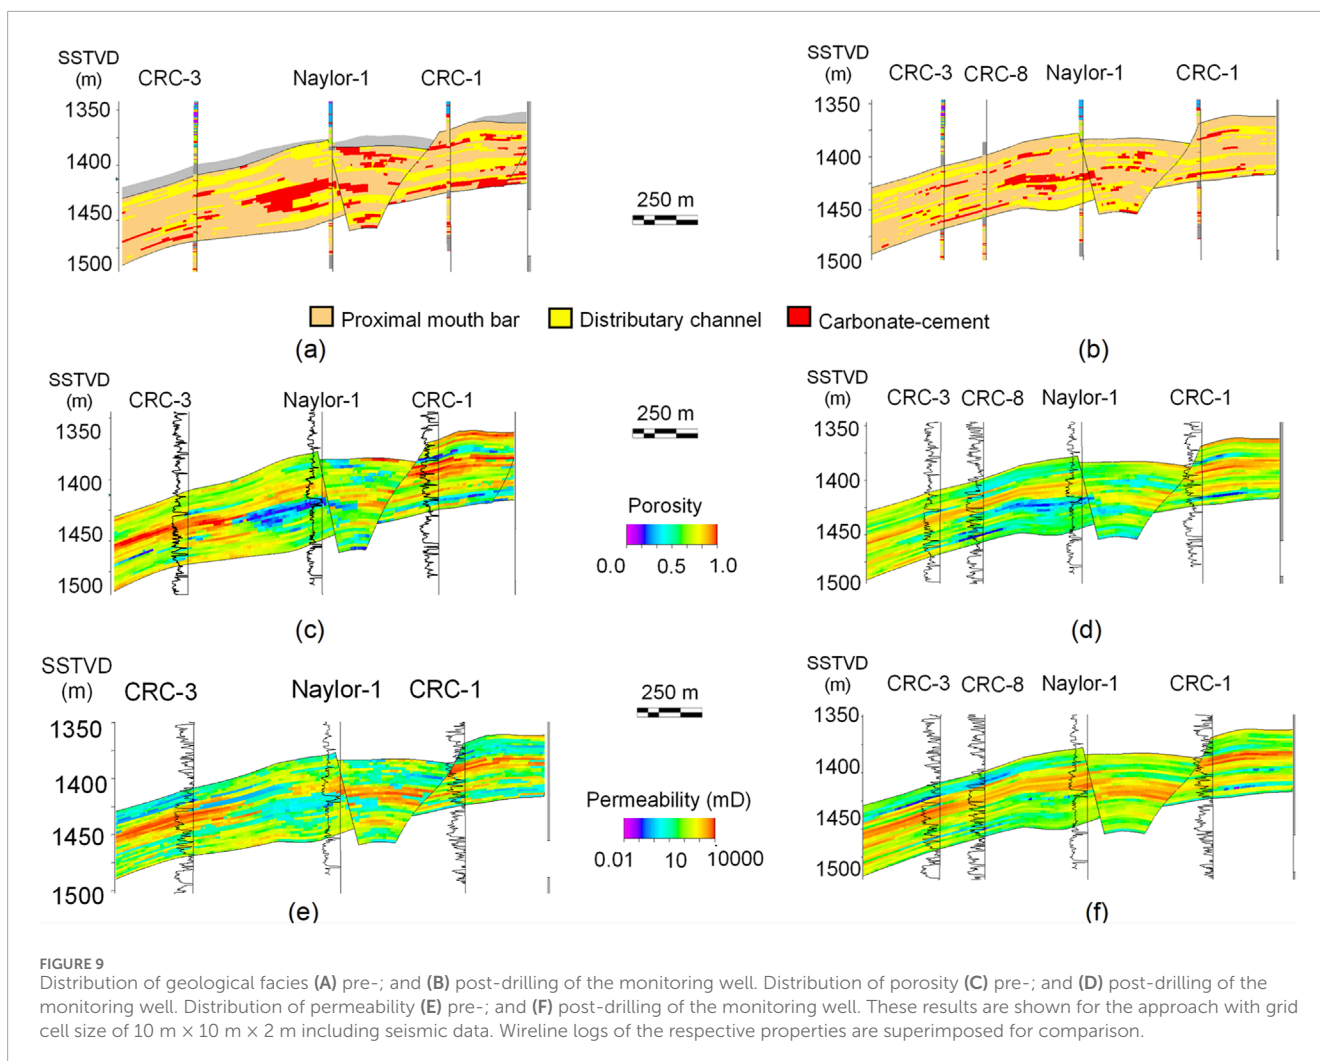 SSTVD
(m)
CRC-3
Naylor-1
CRC-1
1350
1400
1450
1500
250 m
SSTVD
(m)
CRC-3
CRC-8
Naylor-1
CRC-1
1350
1400
1450
1500
Proximal mouth bar
Distributary channel
Carbonate-cement
(a)
(b)
SSTVD
(m)
CRC-3
Naylor-1
CRC-1
1350
1400
1450
1500
250 m
Porosity
0.0 0.5 1.0
SSTVD
(m)
CRC-3
CRC-8
Naylor-1
CRC-1
1350
1400
1450
1500
(c)
(d)
SSTVD
(m)
CRC-3
Naylor-1
CRC-1
1350
1400
1450
1500
250 m
Permeability (mD)
0.01 10 10000
SSTVD
(m)
CRC-3
CRC-8
Naylor-1
CRC-1
1350
1400
1450
1500
(e)
(f)
FIGURE 9
Distribution of geological facies (A) pre-; and (B) post-drilling of the monitoring well. Distribution of porosity (C) pre-; and (D) post-drilling of the
monitoring well. Distribution of permeability (E) pre-; and (F) post-drilling of the monitoring well. These results are shown for the approach with grid
cell size of 10 m × 10 m × 2 m including seismic data. Wireline logs of the respective properties are superimposed for comparison.